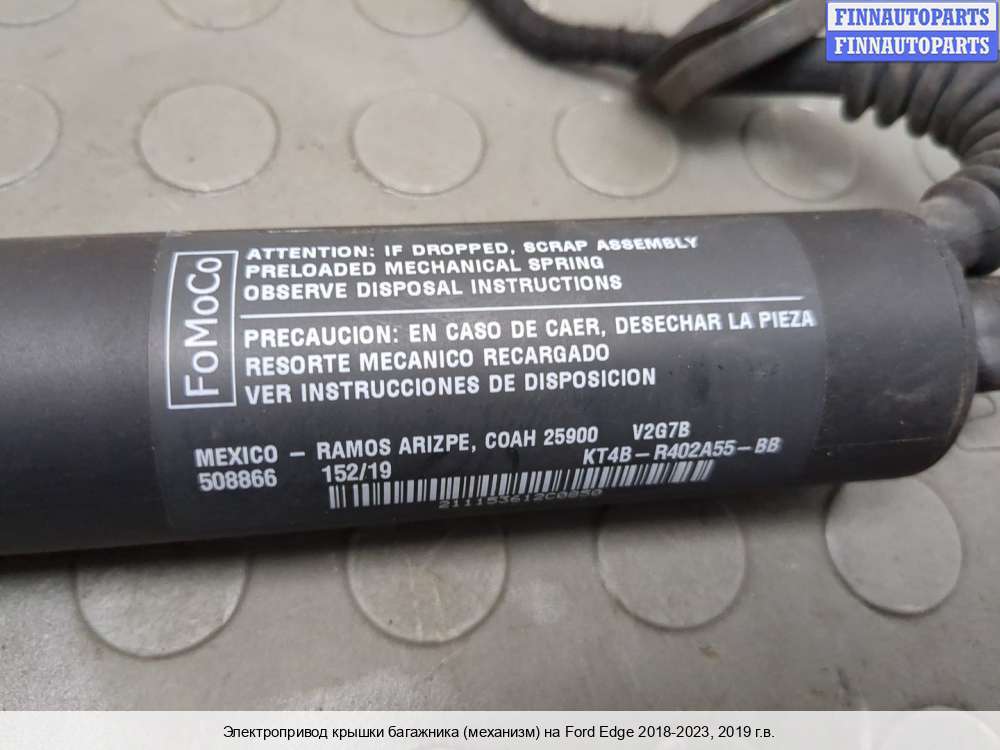 FINNAUTOPARTS
FINNAUTOPARTS
FoMoCo
ATTENTION: IF DROPPED, SCRAP ASSEMBLY
PRELOADED MECHANICAL SPRING
OBSERVE DISPOSAL INSTRUCTIONS
PRECAUCION: EN CASO DE CAER, DESECHAR LA PIEZA
RESORTE MECANICO RECARGADO
VER INSTRUCCIONES DE DISPOSICION
MEXICO - RAMOS ARIZPE, COAH 25900 V2G7B
508866 152/19 KT4B-R402A55-BB
211153612C0850
Электропривод крышки багажника (механизм) на Ford Edge 2018-2023, 2019 г.в.